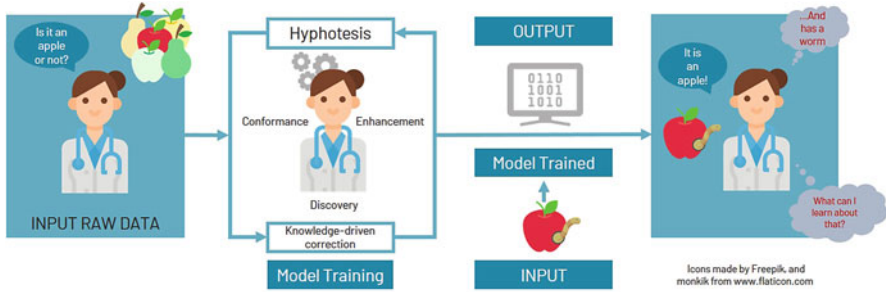 Is it an
apple
or not?
INPUT RAW DATA
Hyphotesis
Conformance
Enhancement
Discovery
Knowledge-driven
correction
Model Training
OUTPUT
0110
1001
1010
Model Trained
INPUT
It is
an
apple!
...And
has a
worm
What can I
learn about
that?
Icons made by Freepik, and
monkik from www.flaticon.com